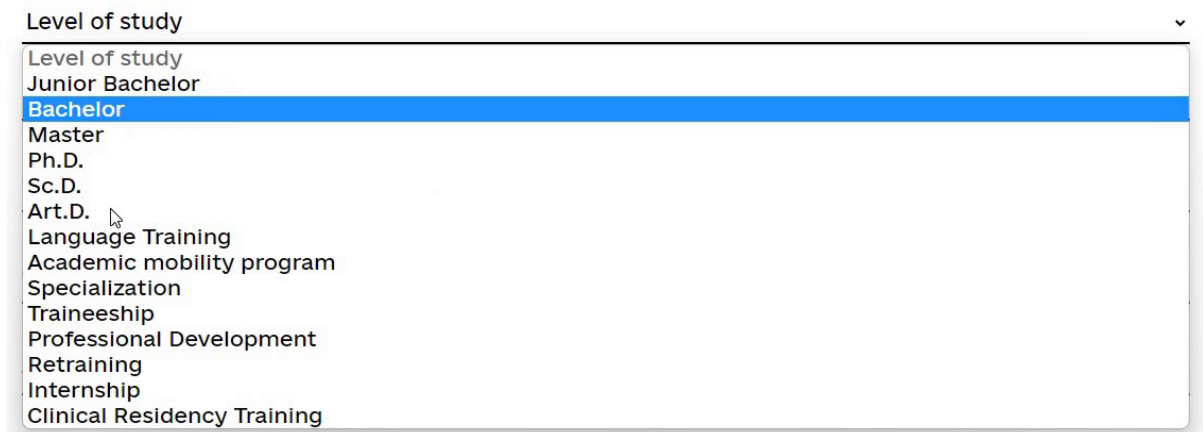 Level of study
Level of study
Junior Bachelor
Bachelor
Master
Ph.D.
Sc.D.
Art.D.
Language Training
Academic mobility program
Specialization
Traineeship
Professional Development
Retraining
Internship
Clinical Residency Training